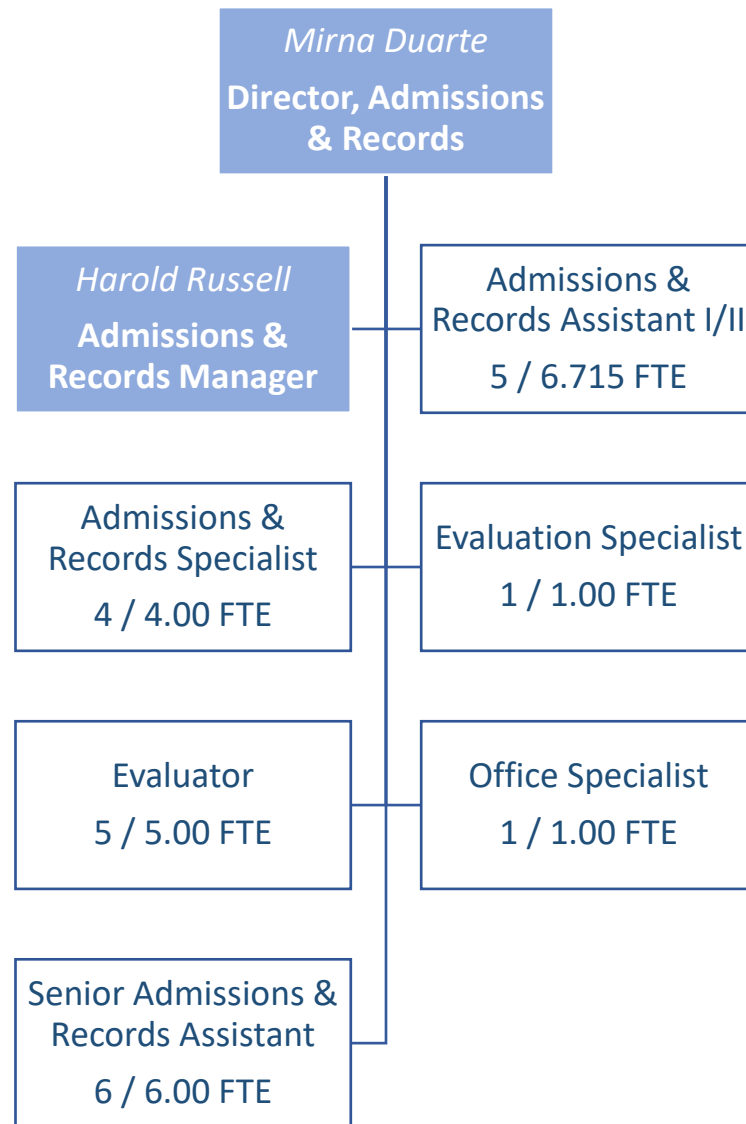 Mirna Duarte
Director, Admissions
& Records
Harold Russell
Admissions &
Records Manager
Admissions &
Records Assistant I/II
5 / 6.715 FTE
Admissions &
Records Specialist
4 / 4.00 FTE
Evaluation Specialist
1 / 1.00 FTE
Evaluator
5 / 5.00 FTE
Office Specialist
1 / 1.00 FTE
Senior Admissions &
Records Assistant
6 / 6.00 FTE